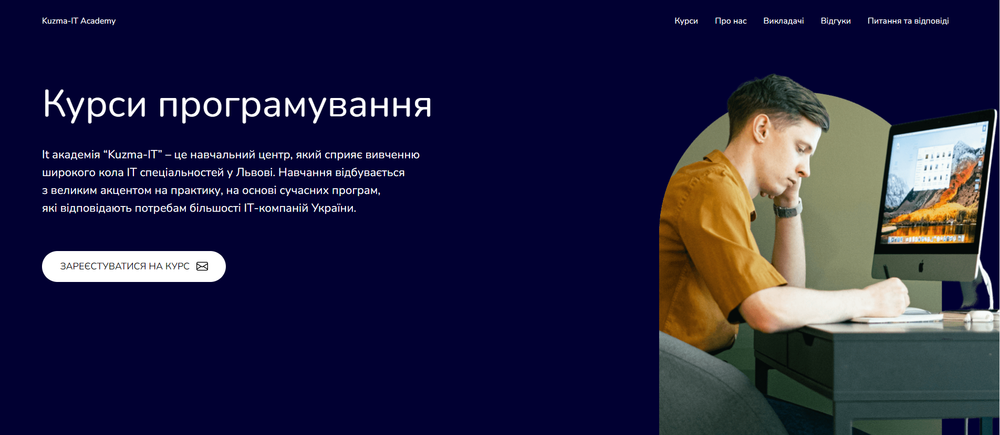 Kuzma-IT Academy
Курси Про нас Викладачі Відгуки Питання та відповіді
Курси програмування
It академія “Kuzma-IT” – це навчальний центр, який сприяє вивченню
широкого кола IT спеціальностей у Львові. Навчання відбувається
з великим акцентом на практику, на основі сучасних програм,
які відповідають потребам більшості IT-компаній України.
ЗАРЕЄСТУВАТИСЯ НА КУРС